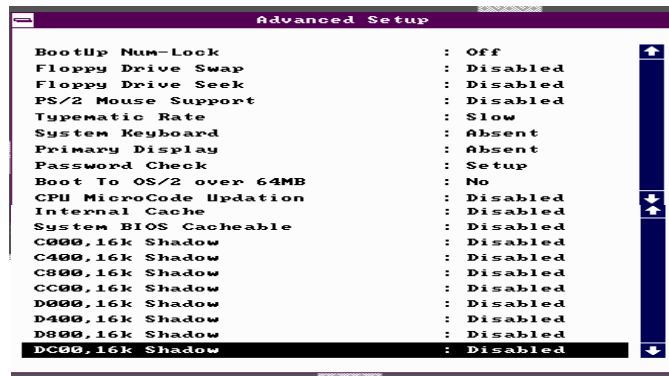 Advanced Setup
BootUp Num-Lock : Off
Floppy Drive Swap : Disabled
Floppy Drive Seek : Disabled
PS/2 Mouse Support : Disabled
Typematic Rate : Slow
System Keyboard : Absent
Primary Display : Absent
Password Check : Setup
Boot To OS/2 over 64MB : No
CPU MicroCode Updation : Disabled
Internal Cache : Disabled
System BIOS Cacheable : Disabled
C000,16k Shadow : Disabled
C400,16k Shadow : Disabled
C800,16k Shadow : Disabled
CC00,16k Shadow : Disabled
D000,16k Shadow : Disabled
D400,16k Shadow : Disabled
D800,16k Shadow : Disabled
DC00,16k Shadow : Disabled